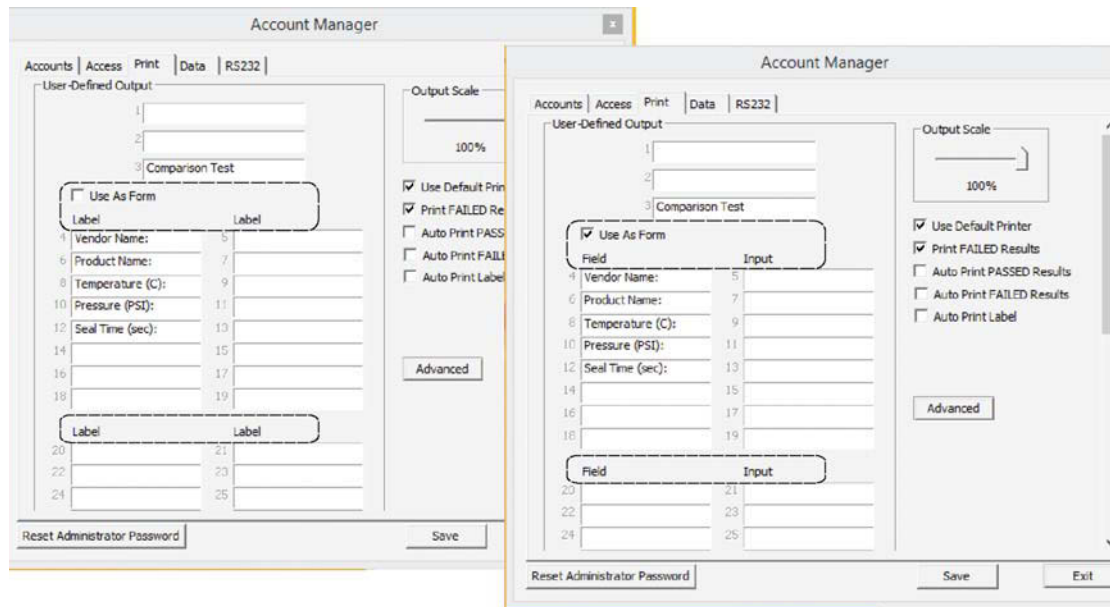 Account Manager
x
Accounts Access Print Data RS232
User-Defined Output
Output Scale
1
2
100%
3 Comparison Test
Use As Form
Use Default Prin
Label Label
Print FAILED Re
4 Vendor Name: 5
Auto Print PASS
6 Product Name: 7
Auto Print FAILE
8 Temperature (C): 9
Auto Print Label
10 Pressure (PSI): 11
12 Seal Time (sec): 13
14 15
16 17
Advanced
18 19
Label Label
20 21
22 23
24 25
Reset Administrator Password Save
Account Manager
Accounts Access Print Data RS232
User-Defined Output
Output Scale
1
2
100%
3 Comparison Test
Use As Form
Use Default Printer
Field Input
Print FAILED Results
4 Vendor Name: 5
Auto Print PASSED Results
6 Product Name: 7
Auto Print FAILED Results
8 Temperature (C): 9
Auto Print Label
10 Pressure (PSI): 11
12 Seal Time (sec): 13
14 15
16 17
Advanced
18 19
Field Input
20 21
22 23
24 25
Reset Administrator Password Save Exit